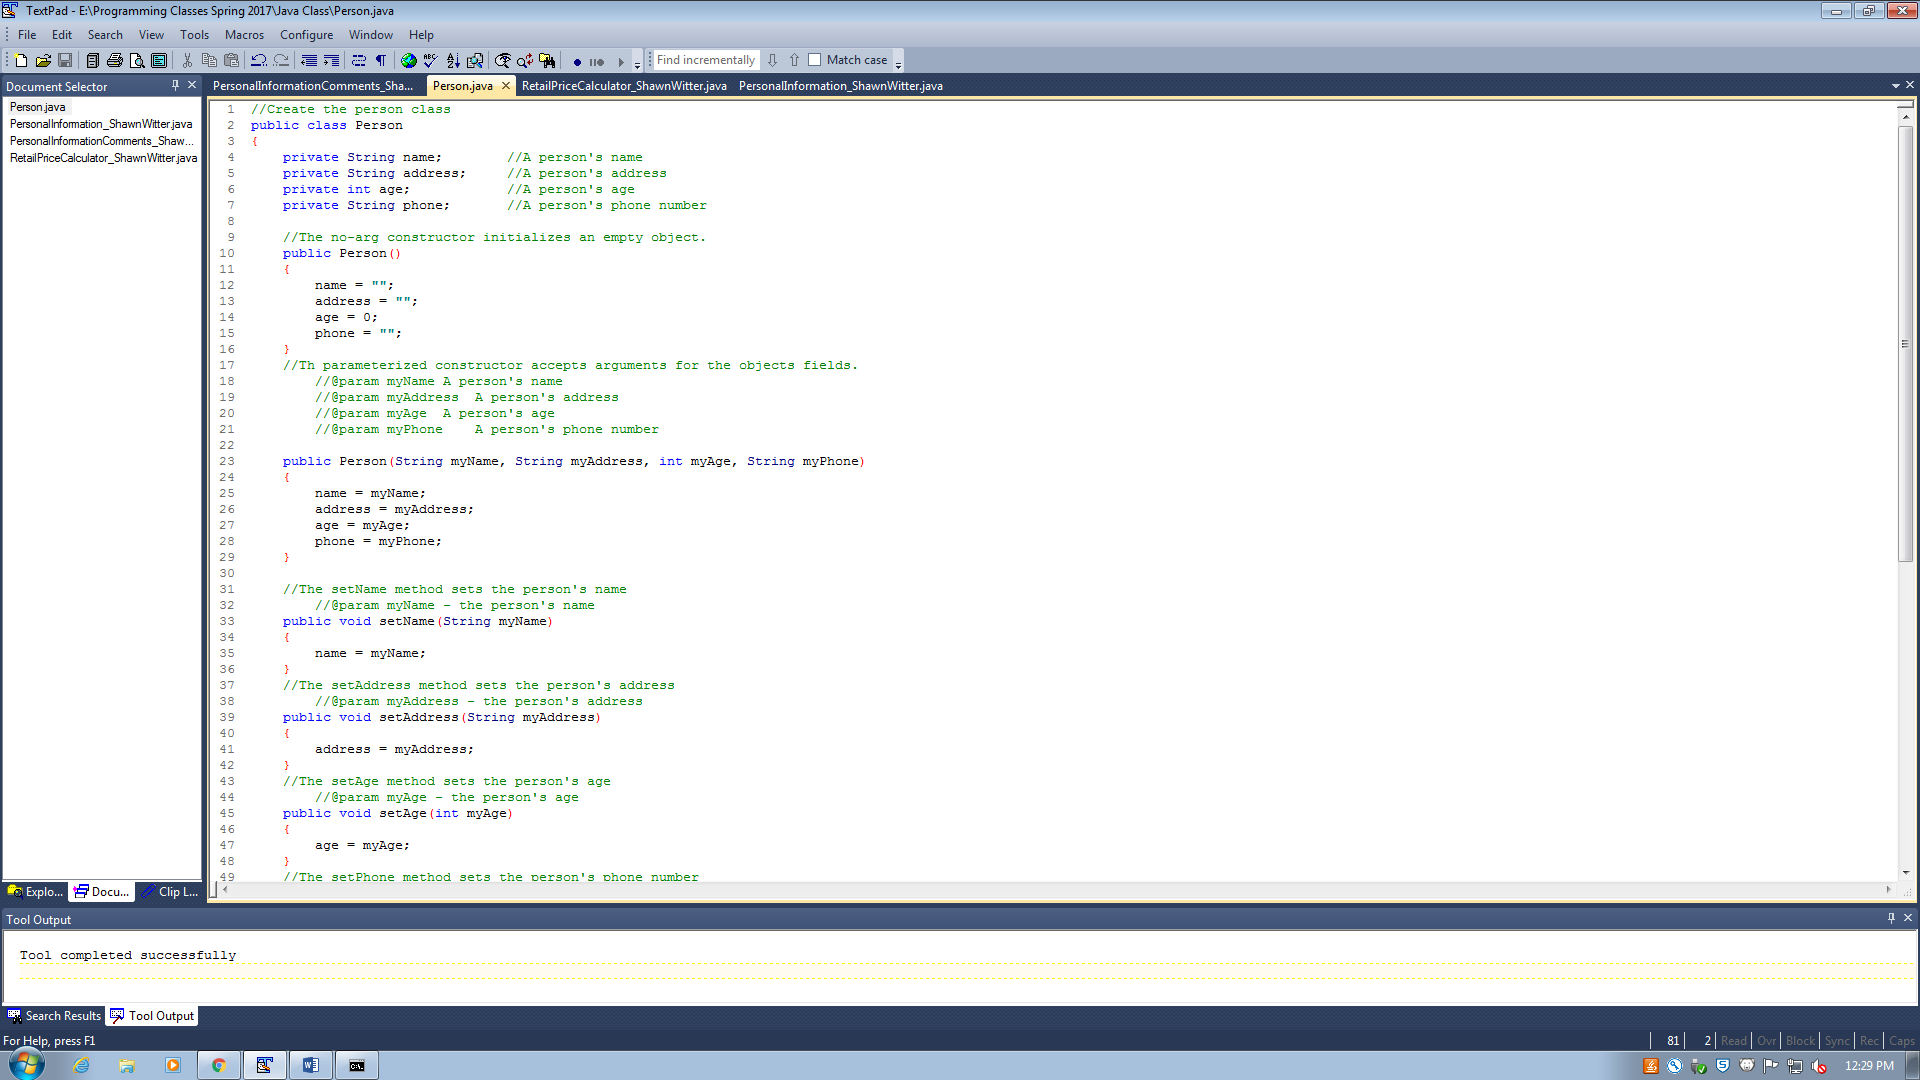 TextPad - E:\Programming Classes Spring 2017\Java Class\Person.java
File Edit Search View Tools Macros Configure Window Help
Find incrementally Match case
Document Selector
Person.java
PersonalInformation_ShawnWitter.java
PersonalInformationComments_Shaw...
RetailPriceCalculator_ShawnWitter.java
PersonalInformationComments_Sha... Person.java RetailPriceCalculator_ShawnWitter.java PersonalInformation_ShawnWitter.java
1 //Create the person class
2 public class Person
3 {
4 private String name; //A person's name
5 private String address; //A person's address
6 private int age; //A person's age
7 private String phone; //A person's phone number
8
9 //The no-arg constructor initializes an empty object.
10 public Person()
11 {
12 name = "";
13 address = "";
14 age = 0;
15 phone = "";
16 }
17 //Th parameterized constructor accepts arguments for the objects fields.
18 //@param myName A person's name
19 //@param myAddress A person's address
20 //@param myAge A person's age
21 //@param myPhone A person's phone number
22
23 public Person(String myName, String myAddress, int myAge, String myPhone)
24 {
25 name = myName;
26 address = myAddress;
27 age = myAge;
28 phone = myPhone;
29 }
30
31 //The setName method sets the person's name
32 //@param myName - the person's name
33 public void setName(String myName)
34 {
35 name = myName;
36 }
37 //The setAddress method sets the person's address
38 //@param myAddress - the person's address
39 public void setAddress(String myAddress)
40 {
41 address = myAddress;
42 }
43 //The setAge method sets the person's age
44 //@param myAge - the person's age
45 public void setAge(int myAge)
46 {
47 age = myAge;
48 }
49 //The setPhone method sets the person's phone number
Explo... Docu... Clip L...
Tool Output
Tool completed successfully
Search Results Tool Output
For Help, press F1 81 2 Read Ovr Block Sync Rec Caps
12:29 PM